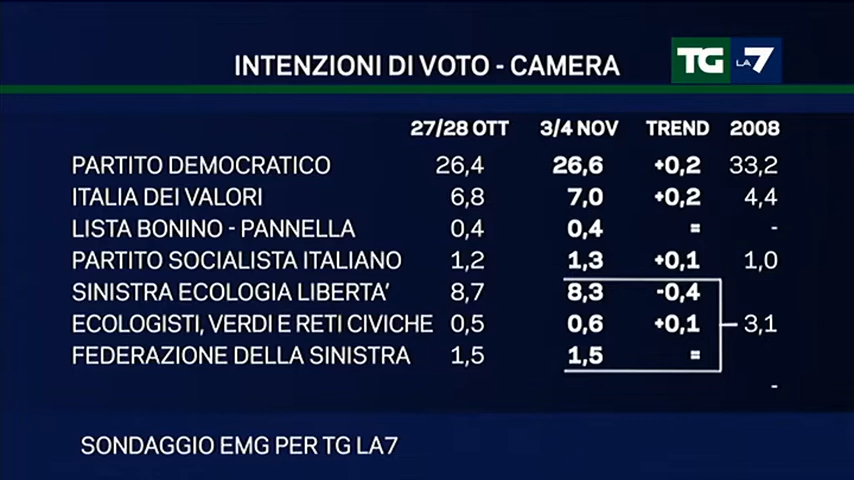 INTENZIONI DI VOTO - CAMERA
TG LA 7
27/28 OTT 3/4 NOV TREND 2008
PARTITO DEMOCRATICO 26,4 26,6 +0,2 33,2
ITALIA DEI VALORI 6,8 7,0 +0,2 4,4
LISTA BONINO - PANNELLA 0,4 0,4 = -
PARTITO SOCIALISTA ITALIANO 1,2 1,3 +0,1 1,0
SINISTRA ECOLOGIA LIBERTA' 8,7 8,3 -0,4
ECOLOGISTI, VERDI E RETI CIVICHE 0,5 0,6 +0,1 3,1
FEDERAZIONE DELLA SINISTRA 1,5 1,5 =
-
SONDAGGIO EMG PER TG LA7